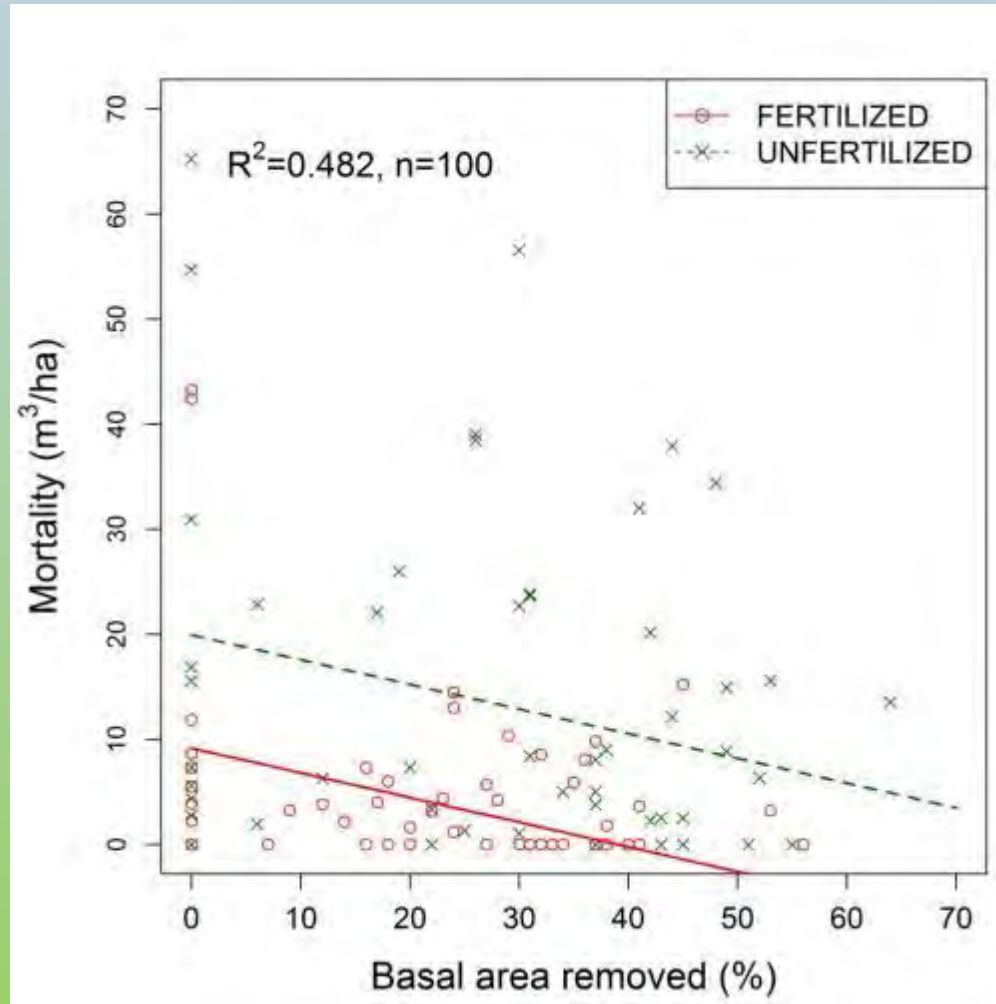 70
60
50
40
30
20
10
0
Mortality (m³/ha)
R²=0.482, n=100
FERTILIZED
UNFERTILIZED
0 10 20 30 40 50 60 70
Basal area removed (%)